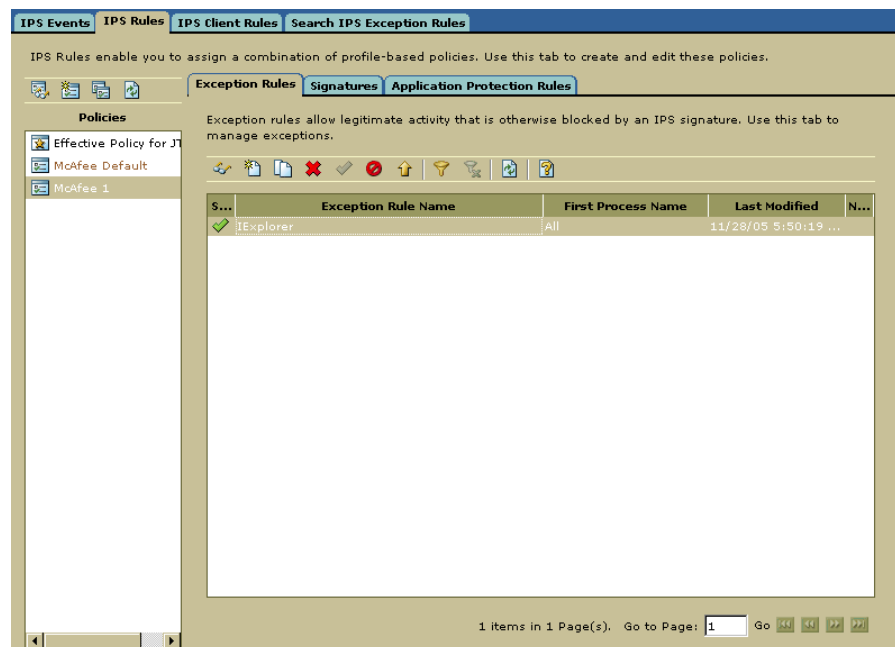 IPS Events IPS Rules IPS Client Rules Search IPS Exception Rules
IPS Rules enable you to assign a combination of profile-based policies. Use this tab to create and edit these policies.
Exception Rules Signatures Application Protection Rules
Policies
Effective Policy for JT
McAfee Default
McAfee 1
Exception rules allow legitimate activity that is otherwise blocked by an IPS signature. Use this tab to
manage exceptions.
S... Exception Rule Name First Process Name Last Modified N...
IExplorer All 11/28/05 5:50:19 ...
1 items in 1 Page(s). Go to Page: 1 Go